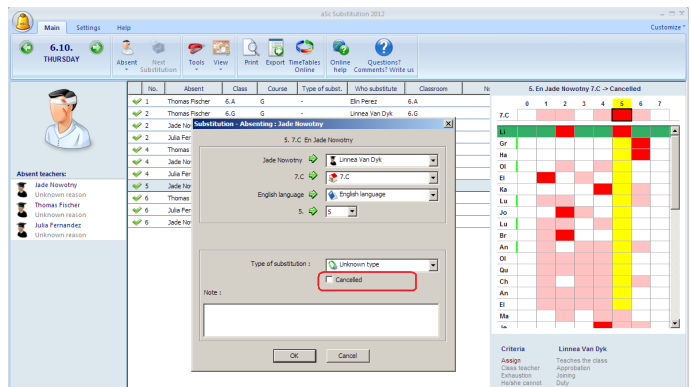 aSc Substitution 2012
Main Settings Help
Customize
6.10.
THURSDAY
Absent
Next Substitution
Tools
View
Print
Export
TimeTables Online
Online help
Questions? Comments? Write us
No. Absent Class Course Type of subst. Who substitute Classroom
1 Thomas Fischer 6.A G - Elin Perez 6.A
2 Thomas Fischer 6.G G - Linnea Van Dyk 6.G
2 Jade No
2 Julia Fer
4 Thomas
4 Jade No
4 Julia Fer
5 Jade No
6 Thomas
6 Julia Fer
6 Jade No
Absent teachers:
Jade Nowotny
Unknown reason
Thomas Fischer
Unknown reason
Julia Fernandez
Unknown reason
Substitution - Absenting : Jade Nowotny
5. 7.C En Jade Nowotny
Jade Nowotny Linnea Van Dyk
7.C 7.C
English language English language
5. 5
Type of substitution : Unknown type
Cancelled
Note :
OK Cancel
5. En Jade Nowotny 7.C -> Cancelled
0 1 2 3 4 5 6 7
7.C
Li
Gr
Ha
Ol
El
Ka
Lu
Jo
Lu
Br
An
Ol
Qu
Ch
An
El
Ma
Criteria Linnea Van Dyk
Assign Teaches the class
Class teacher Approbation
Exhaustion Joining
He/she cannot Duty